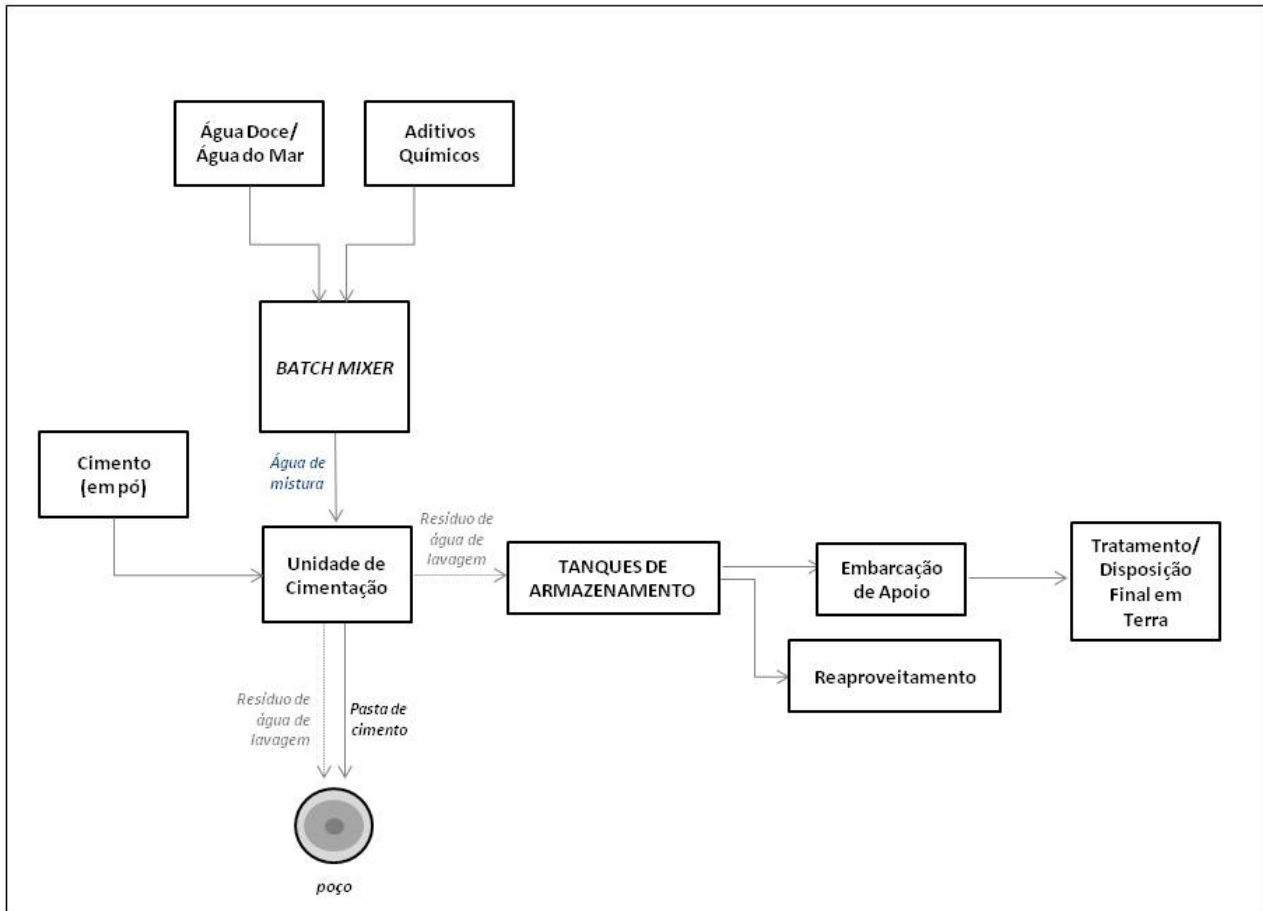 Água Doce/
Água do Mar
Aditivos
Químicos
BATCH MIXER
Cimento
(em pó)
Água de
mistura
Unidade de
Cimentação
Resíduo de
água de
lavagem
TANQUES DE
ARMAZENAMENTO
Embarcação
de Apoio
Tratamento/
Disposição
Final em
Terra
Reaproveitamento
Resíduo de
água de
lavagem
Pasta de
cimento
poço